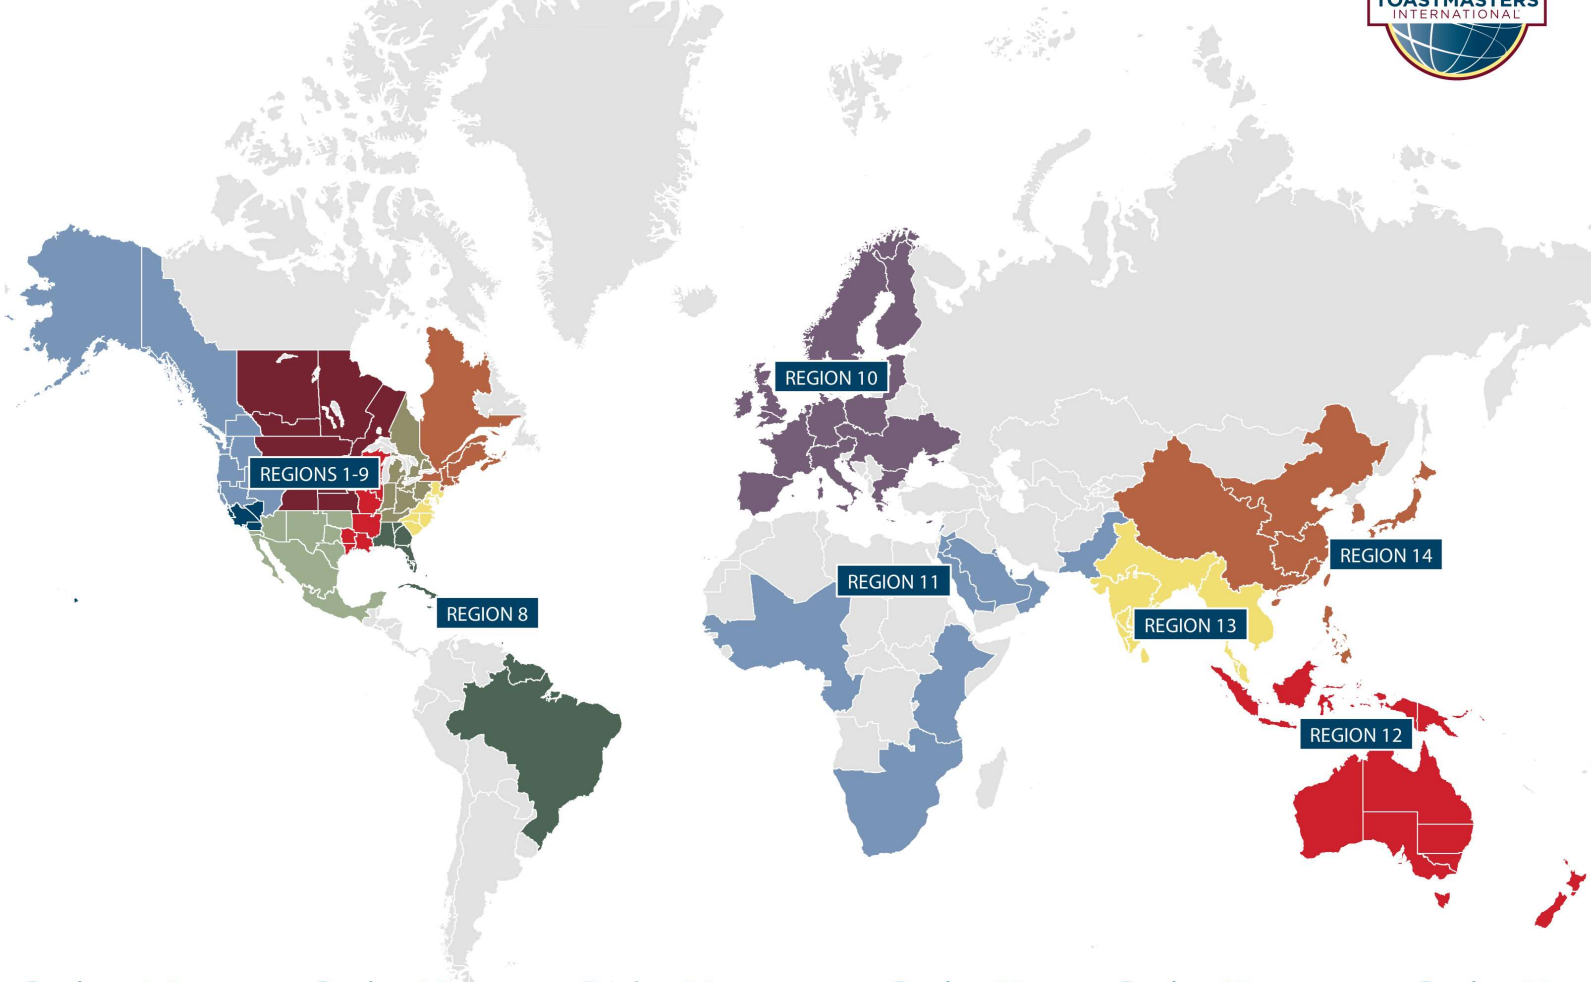 TOASTMASTERS
INTERNATIONAL
REGION 10
REGIONS 1-9
REGION 14
REGION 11
REGION 8
REGION 13
REGION 12